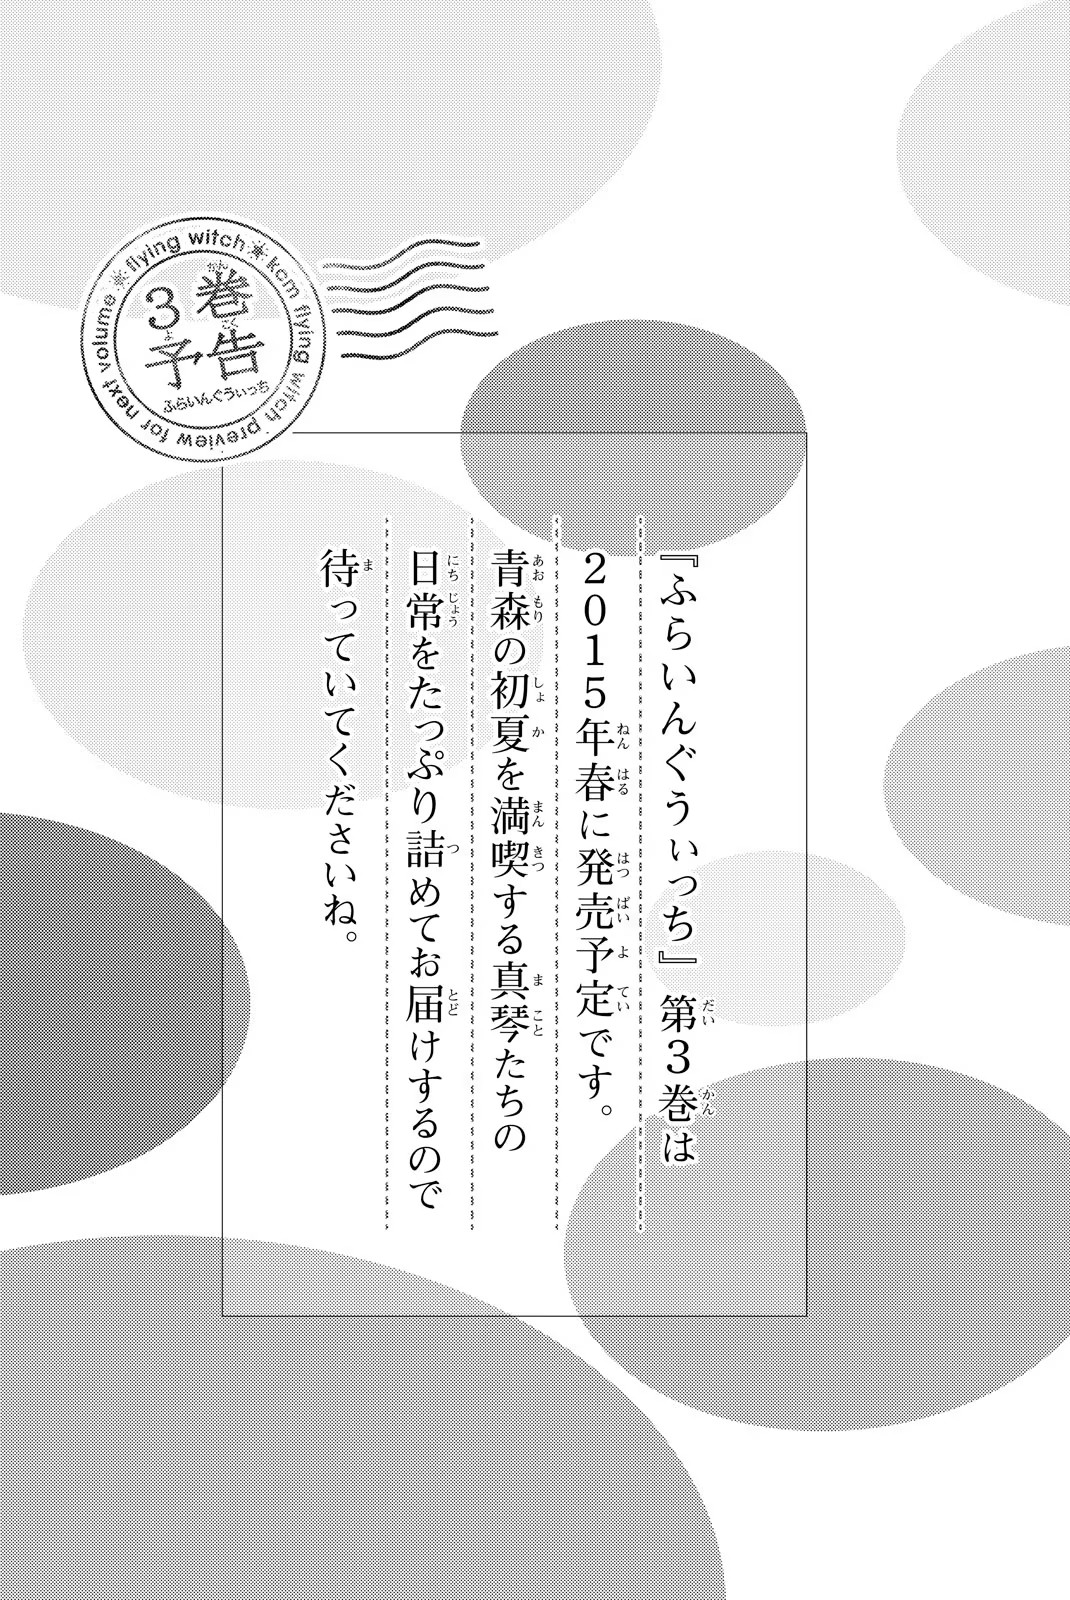 flying witch☀kcm flying witch preview for next volume☀
3巻
予告
ふらいんぐうぃっち
『ふらいんぐうぃっち』第3巻は
2015年春に発売予定です。
青森の初夏を満喫する真琴たちの
日常をたっぷり詰めてお届けするので
待っていてくださいね。